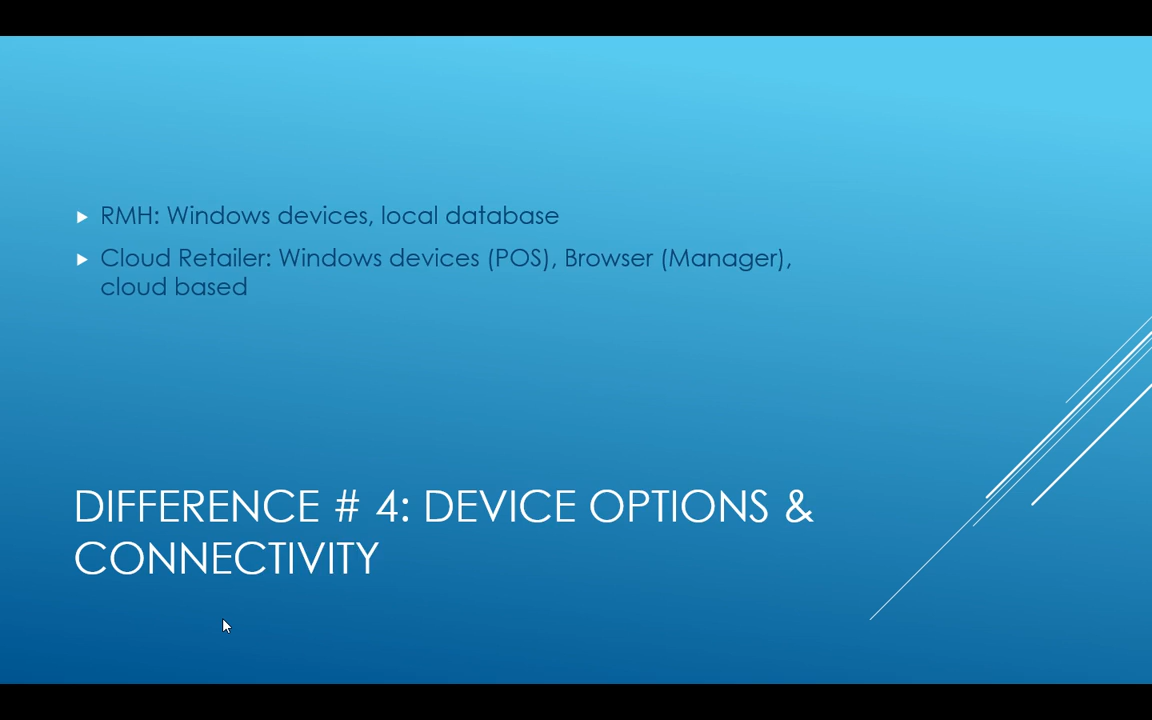 RMH: Windows devices, local database
Cloud Retailer: Windows devices (POS), Browser (Manager),
cloud based
DIFFERENCE # 4: DEVICE OPTIONS &
CONNECTIVITY